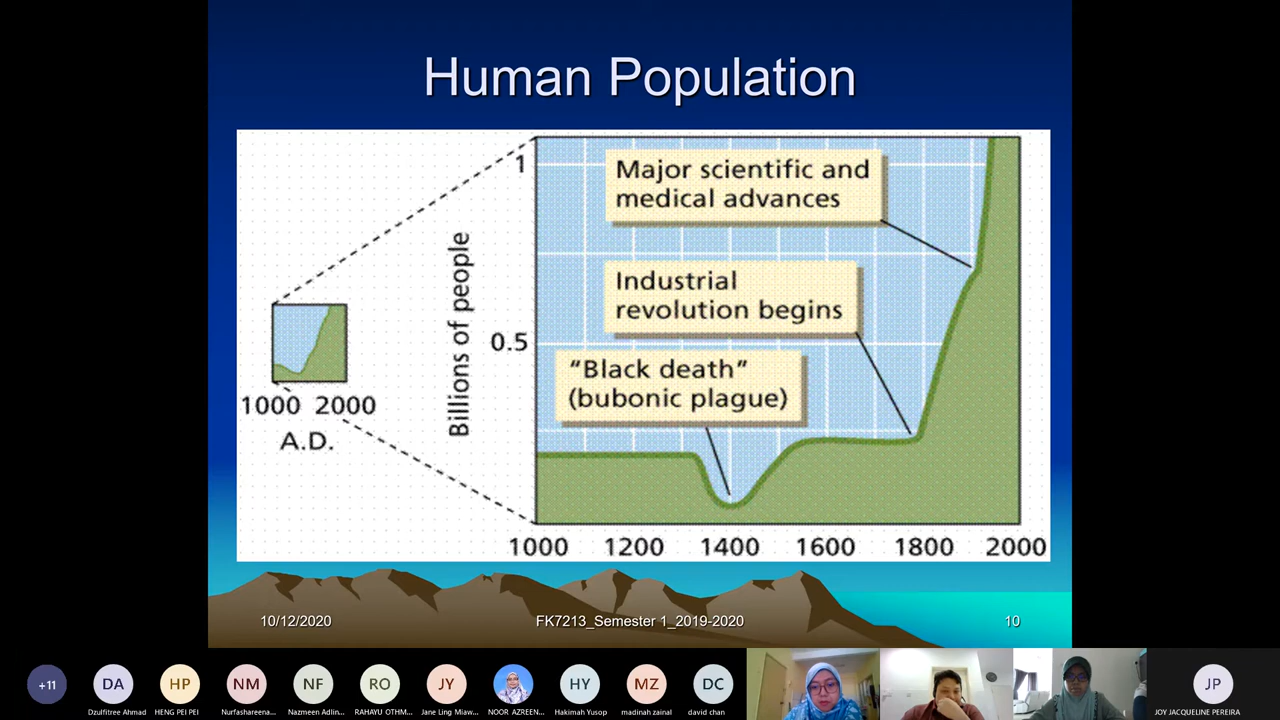 Human Population
1
Major scientific and
medical advances
Billions of people
Industrial
revolution begins
0.5
“Black death”
(bubonic plague)
1000 2000
A.D.
1000 1200 1400 1600 1800 2000
10/12/2020
FK7213_Semester 1_2019-2020
10
+11
DA
HP
NM
NF
RO
JY
HY
MZ
DC
JP
Dzulfitree Ahmad
HENG PEI PEI
Nurfashareena...
Nazmeen Adlin...
RAHAYU OTHM...
Jane Ling Miaw...
NOOR AZREEN...
Hakimah Yusop
madinah zainal
david chan
JOY JACQUELINE PEREIRA